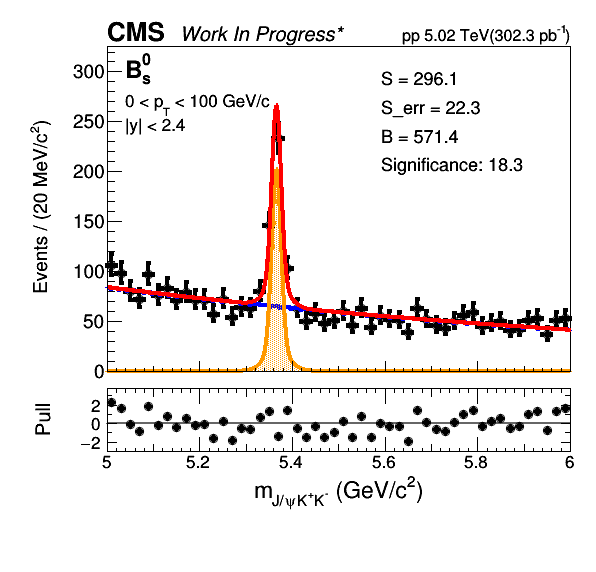 CMS Work In Progress* pp 5.02 TeV(302.3 pb⁻¹)
B⁰ₛ
0 < p_T < 100 GeV/c
|y| < 2.4
S = 296.1
S_err = 22.3
B = 571.4
Significance: 18.3
Events / (20 MeV/c²)
300
250
200
150
100
50
0
Pull
2
0
−2
5 5.2 5.4 5.6 5.8 6
m_{J/ψK⁺K⁻} (GeV/c²)